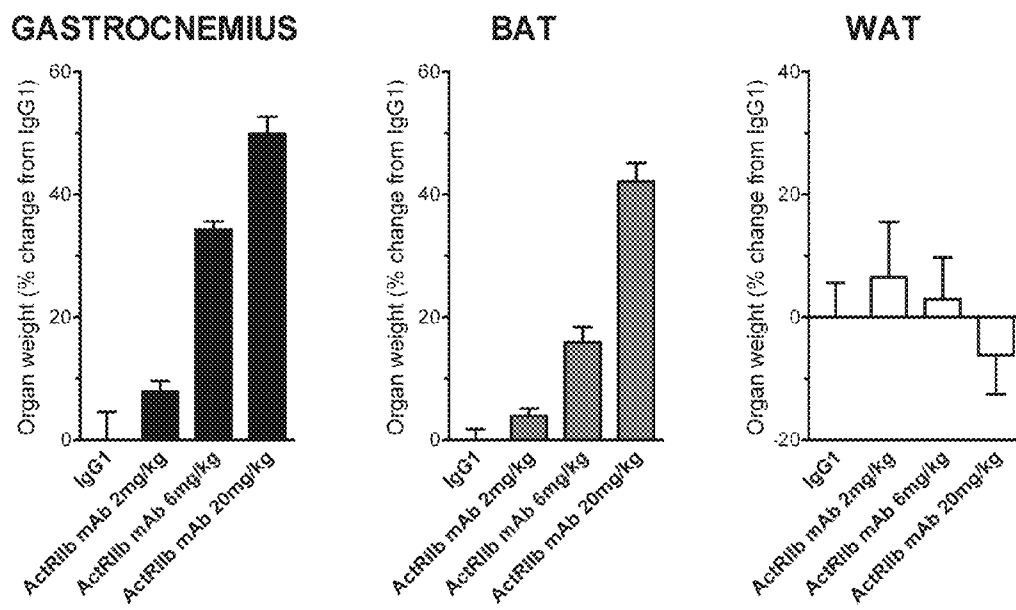 GASTROCNEMIUS
Organ weight (% change from IgG1)
60
40
20
0
IgG1
ActRIIb mAb 2mg/kg
ActRIIb mAb 6mg/kg
ActRIIb mAb 20mg/kg
BAT
Organ weight (% change from IgG1)
60
40
20
0
IgG1
ActRIIb mAb 2mg/kg
ActRIIb mAb 6mg/kg
ActRIIb mAb 20mg/kg
WAT
Organ weight (% change from IgG1)
40
20
0
-20
IgG1
ActRIIb mAb 2mg/kg
ActRIIb mAb 6mg/kg
ActRIIb mAb 20mg/kg